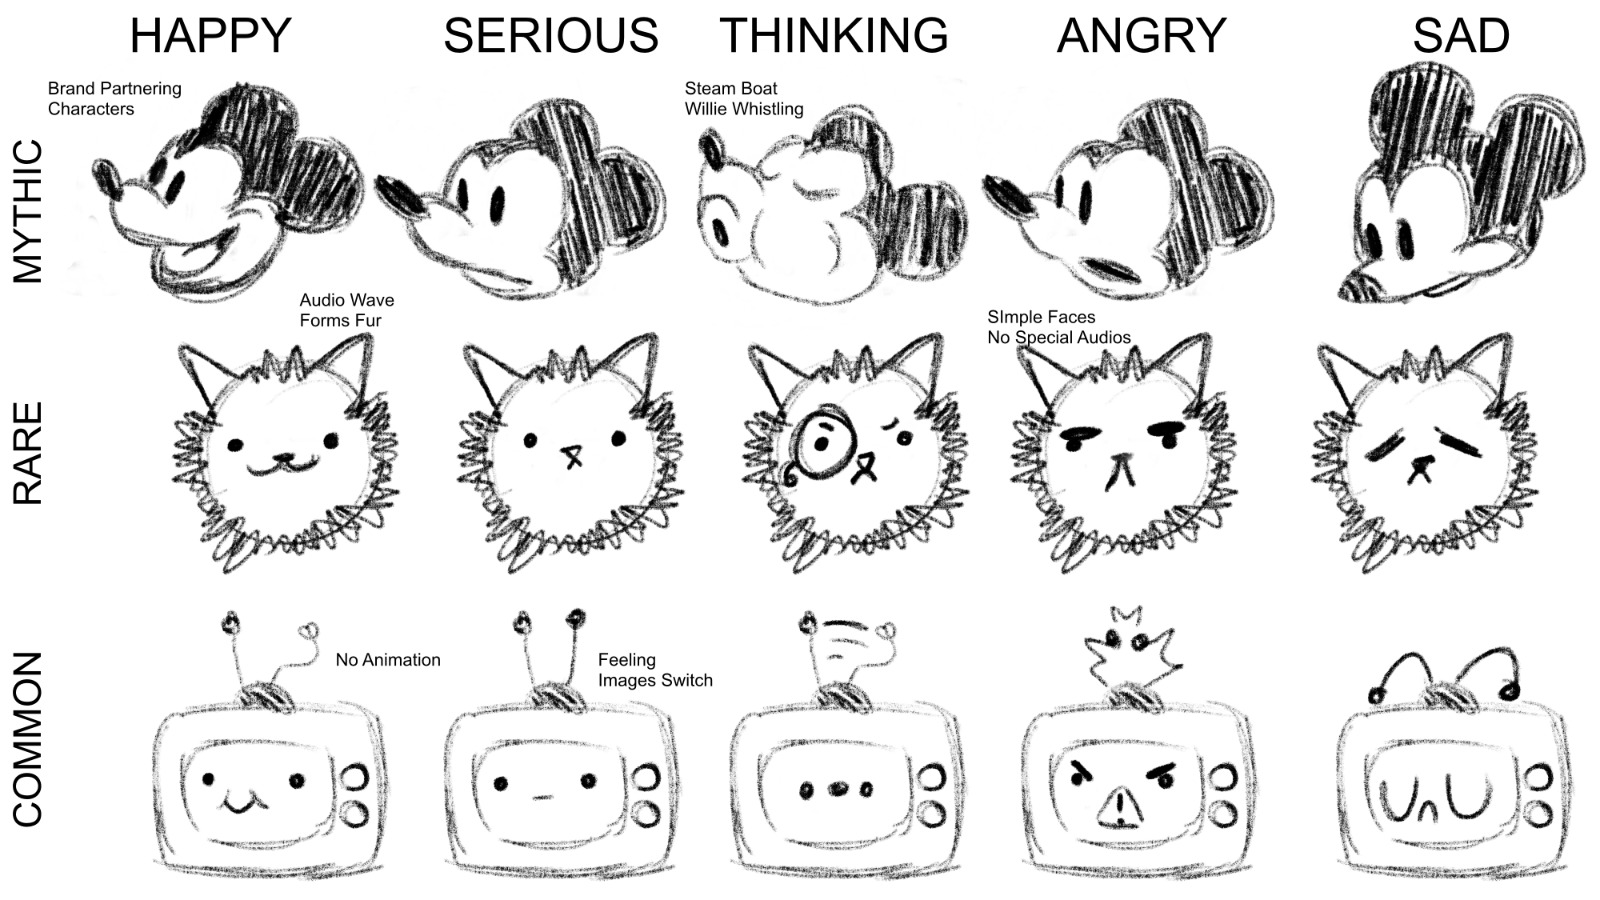 HAPPY SERIOUS THINKING ANGRY SAD
MYTHIC
Brand Partnering
Characters
Steam Boat
Willie Whistling
RARE
Audio Wave
Forms Fur
SImple Faces
No Special Audios
COMMON
No Animation
Feeling
Images Switch